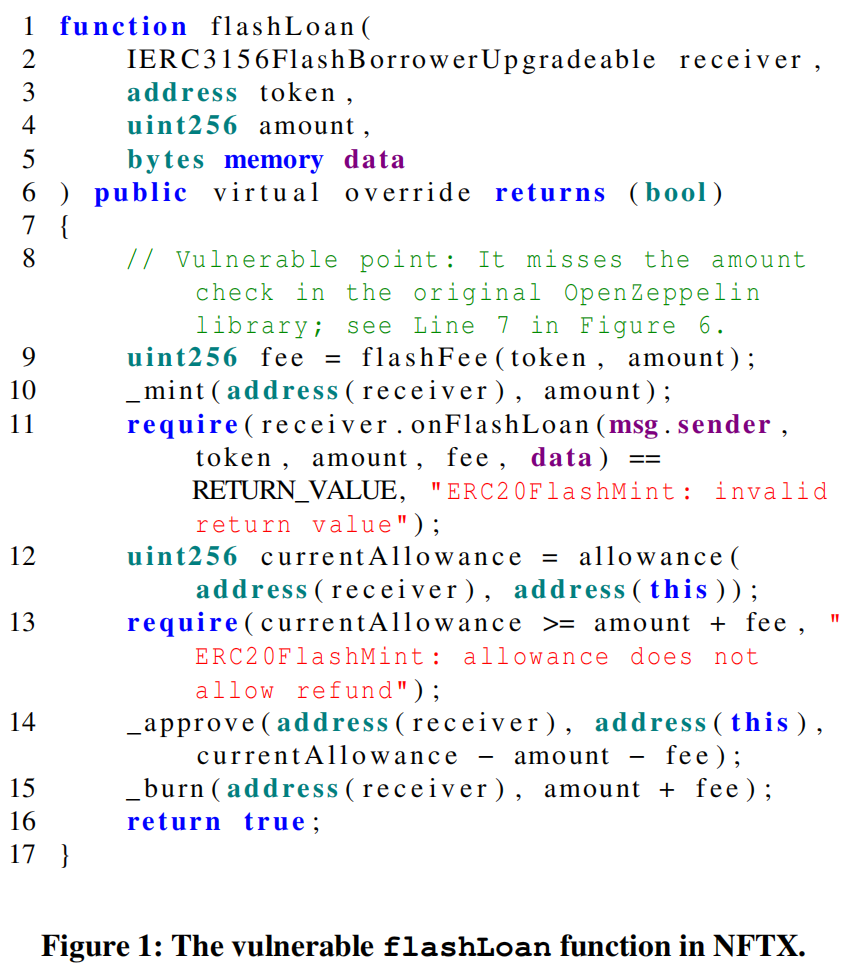 1 function flashLoan(
2 IERC3156FlashBorrowerUpgradeable receiver,
3 address token,
4 uint256 amount,
5 bytes memory data
6 ) public virtual override returns (bool)
7 {
8 // Vulnerable point: It misses the amount
check in the original OpenZeppelin
library; see Line 7 in Figure 6.
9 uint256 fee = flashFee(token, amount);
10 _mint(address(receiver), amount);
11 require(receiver.onFlashLoan(msg.sender,
token, amount, fee, data) ==
RETURN_VALUE, "ERC20FlashMint: invalid
return value");
12 uint256 currentAllowance = allowance(
address(receiver), address(this));
13 require(currentAllowance >= amount + fee, "
ERC20FlashMint: allowance does not
allow refund");
14 _approve(address(receiver), address(this),
currentAllowance - amount - fee);
15 _burn(address(receiver), amount + fee);
16 return true;
17 }
Figure 1: The vulnerable flashLoan function in NFTX.